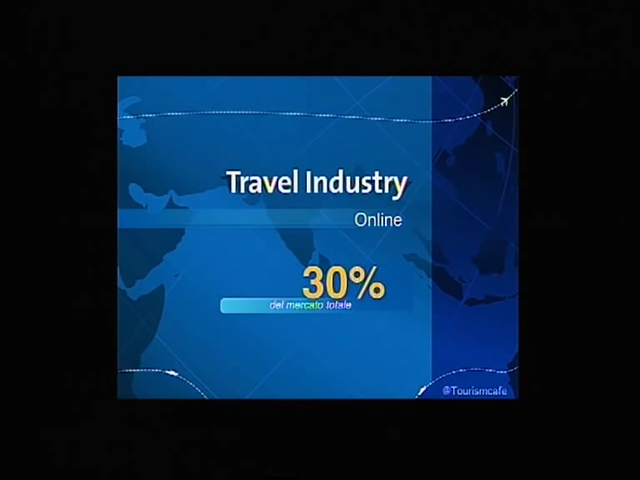 Travel Industry
Online
30%
del mercato totale
@Tourismcafe